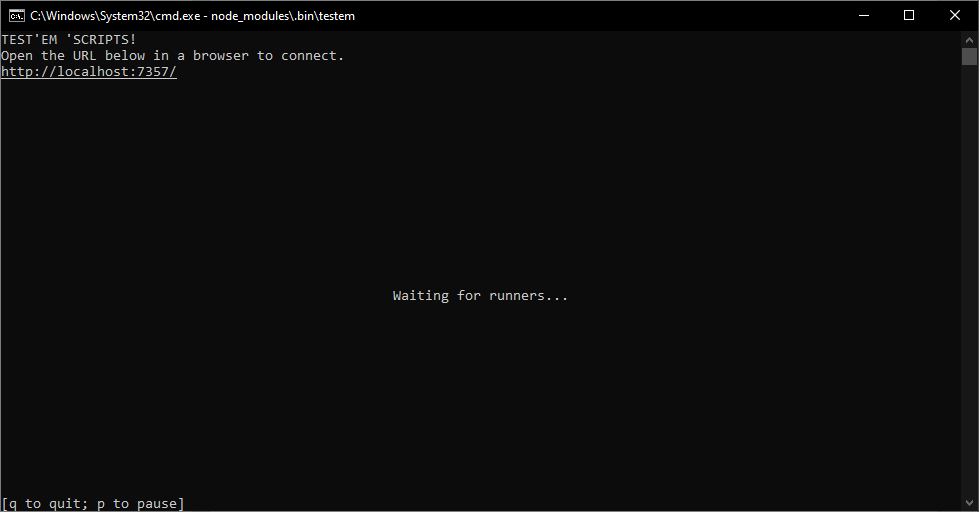 C:\Windows\System32\cmd.exe - node_modules\.bin\testem
TEST'EM 'SCRIPTS!
Open the URL below in a browser to connect.
http://localhost:7357/
Waiting for runners...
[q to quit; p to pause]